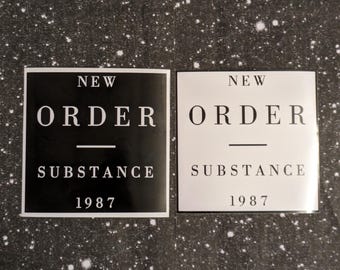 NEW
ORDER
SUBSTANCE
1987
NEW
ORDER
SUBSTANCE
1987